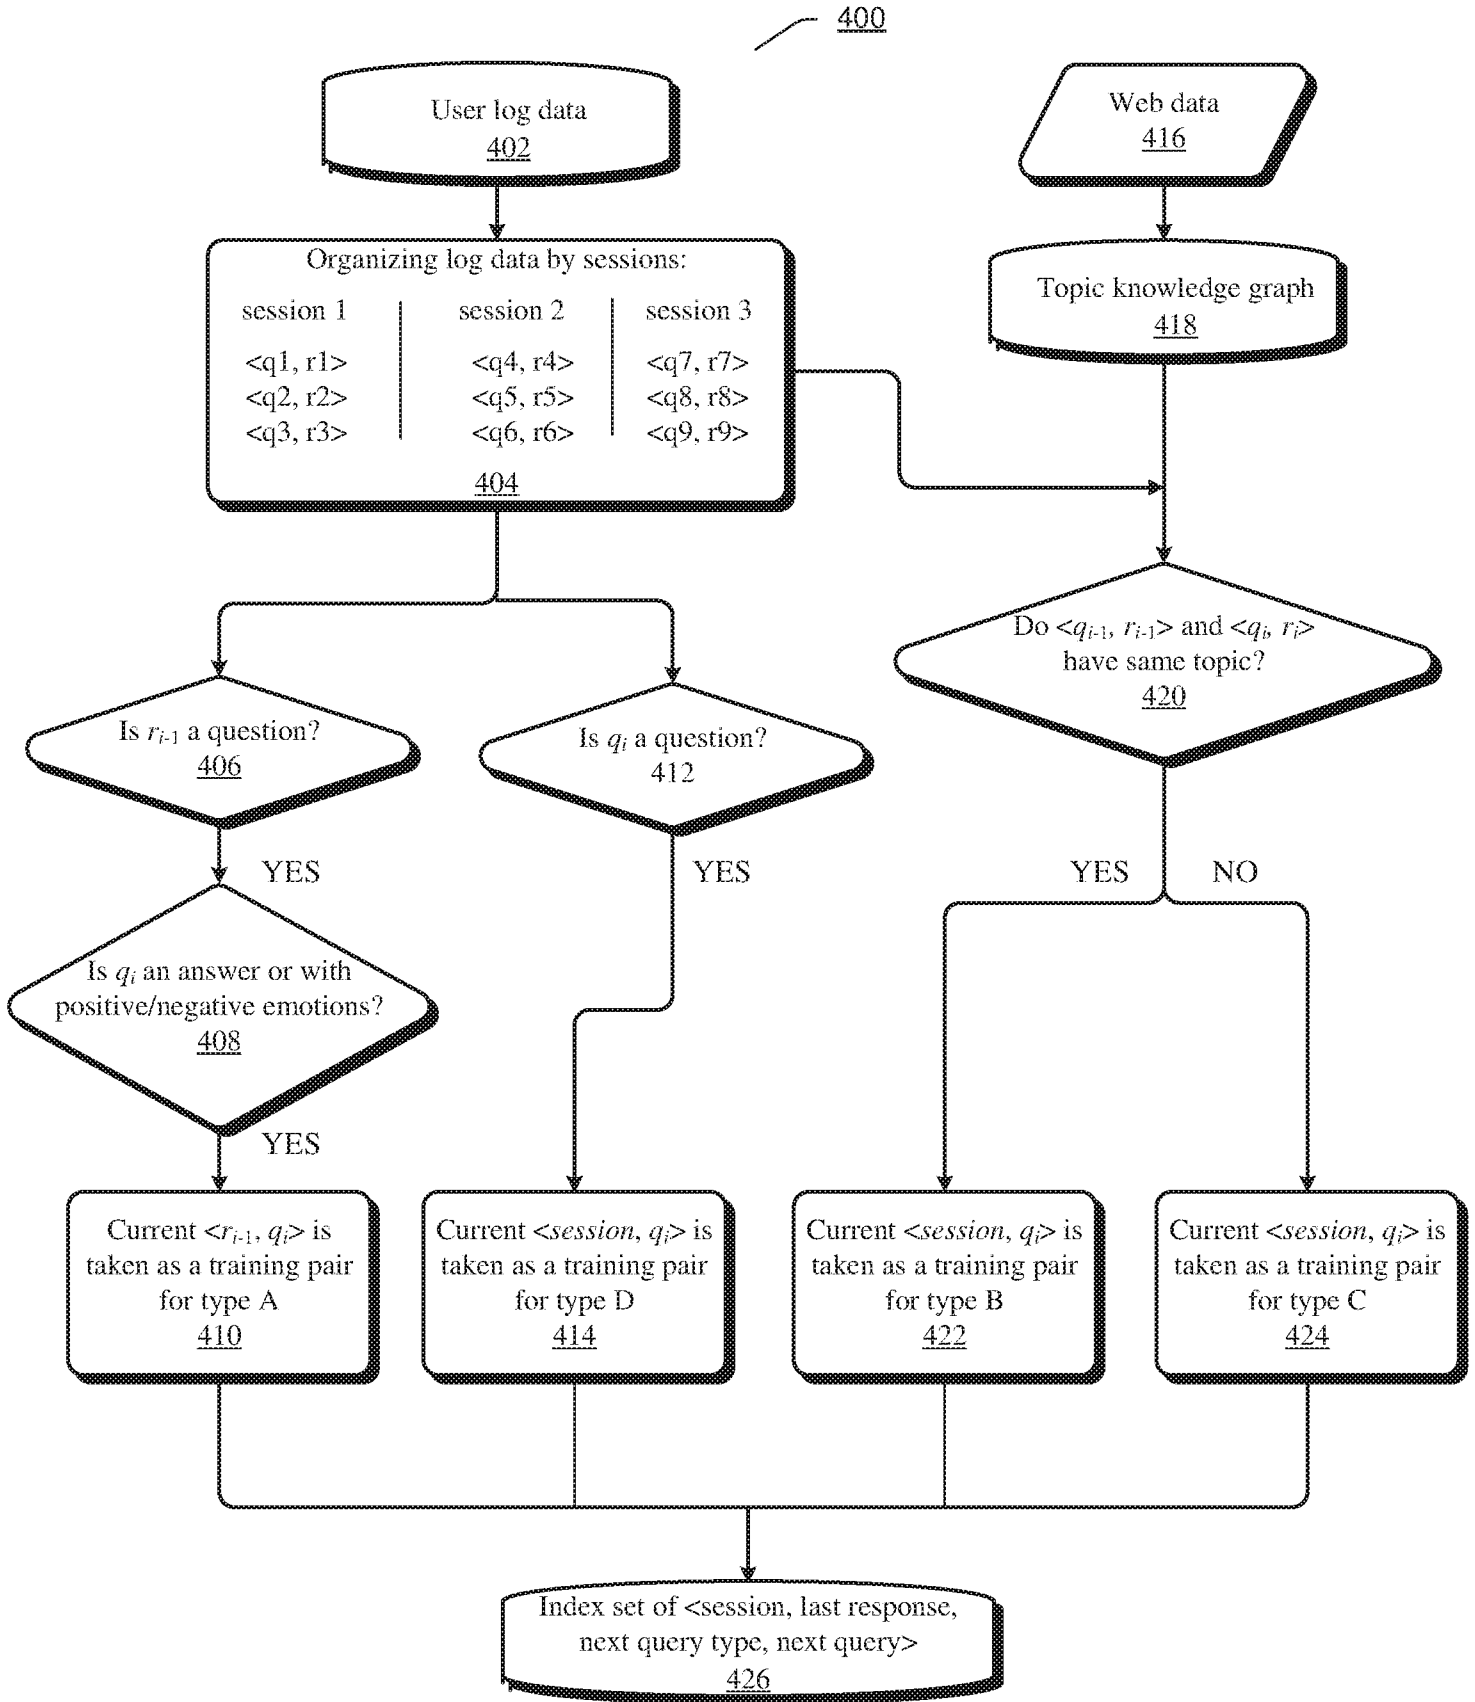 400
User log data
402
Web data
416
Organizing log data by sessions:
session 1
session 2
session 3
<q1, r1>
<q4, r4>
<q7, r7>
<q2, r2>
<q5, r5>
<q8, r8>
<q3, r3>
<q6, r6>
<q9, r9>
404
Topic knowledge graph
418
Do <qi-1, ri-1> and <qi, ri>
have same topic?
420
Is ri-1 a question?
406
Is qi a question?
412
YES
YES
YES
NO
Is qi an answer or with
positive/negative emotions?
408
YES
Current <ri-1, qi> is
taken as a training pair
for type A
410
Current <session, qi> is
taken as a training pair
for type D
414
Current <session, qi> is
taken as a training pair
for type B
422
Current <session, qi> is
taken as a training pair
for type C
424
Index set of <session, last response,
next query type, next query>
426